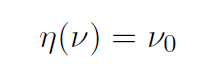 η(ν) = ν₀